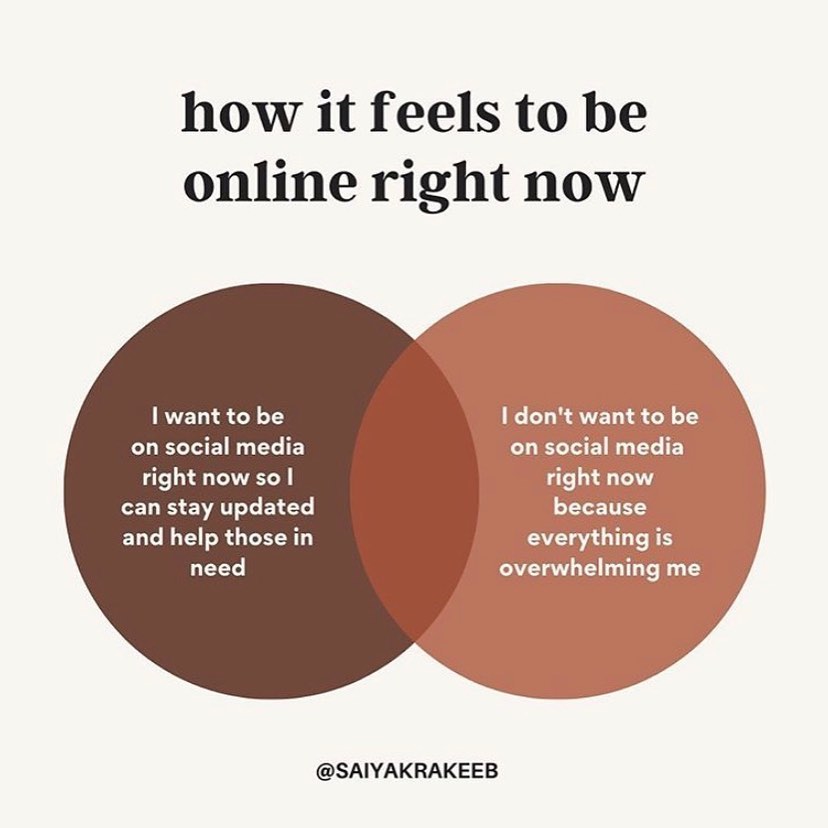 how it feels to be
online right now
I want to be
on social media
right now so I
can stay updated
and help those in
need
I don't want to be
on social media
right now
because
everything is
overwhelming me
@SAIYAKRAKEEB